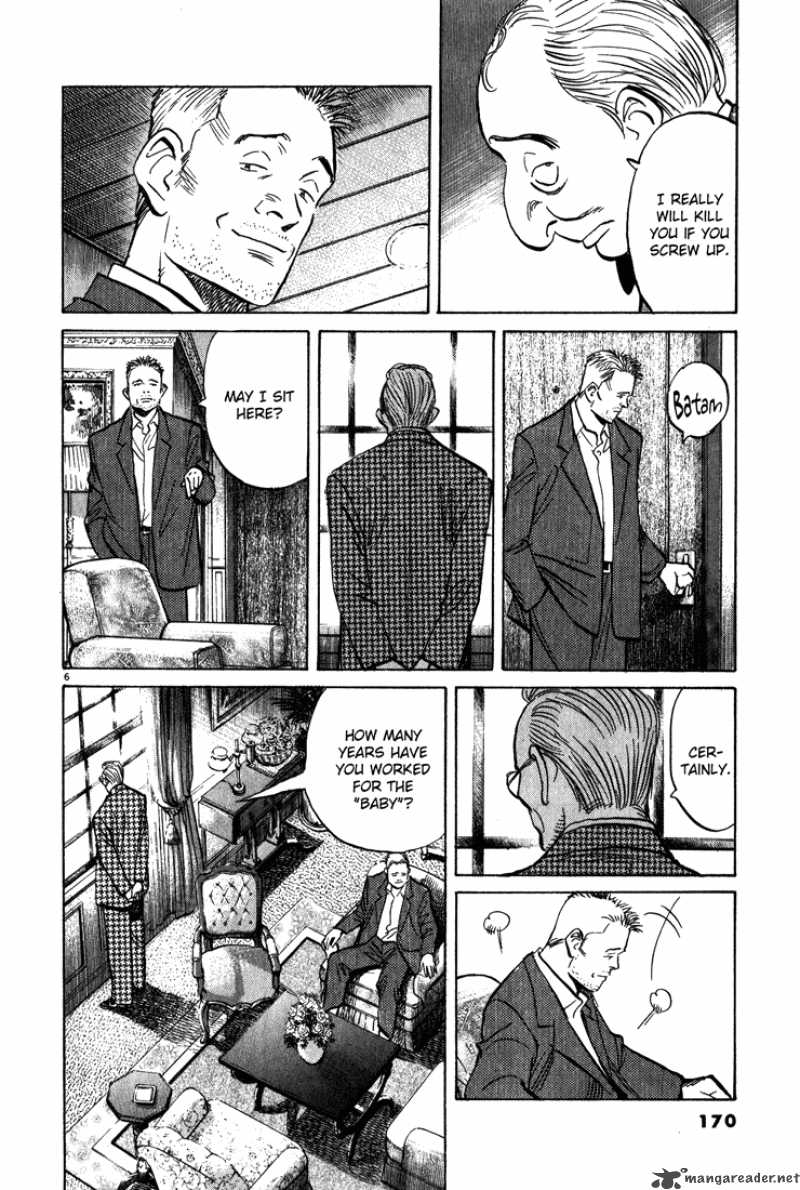 I REALLY
WILL KILL
YOU IF YOU
SCREW UP.
Batam
MAY I SIT
HERE?
6
CER-
TAINLY.
HOW MANY
YEARS HAVE
YOU WORKED
FOR THE
"BABY"?
170
mangareader.net